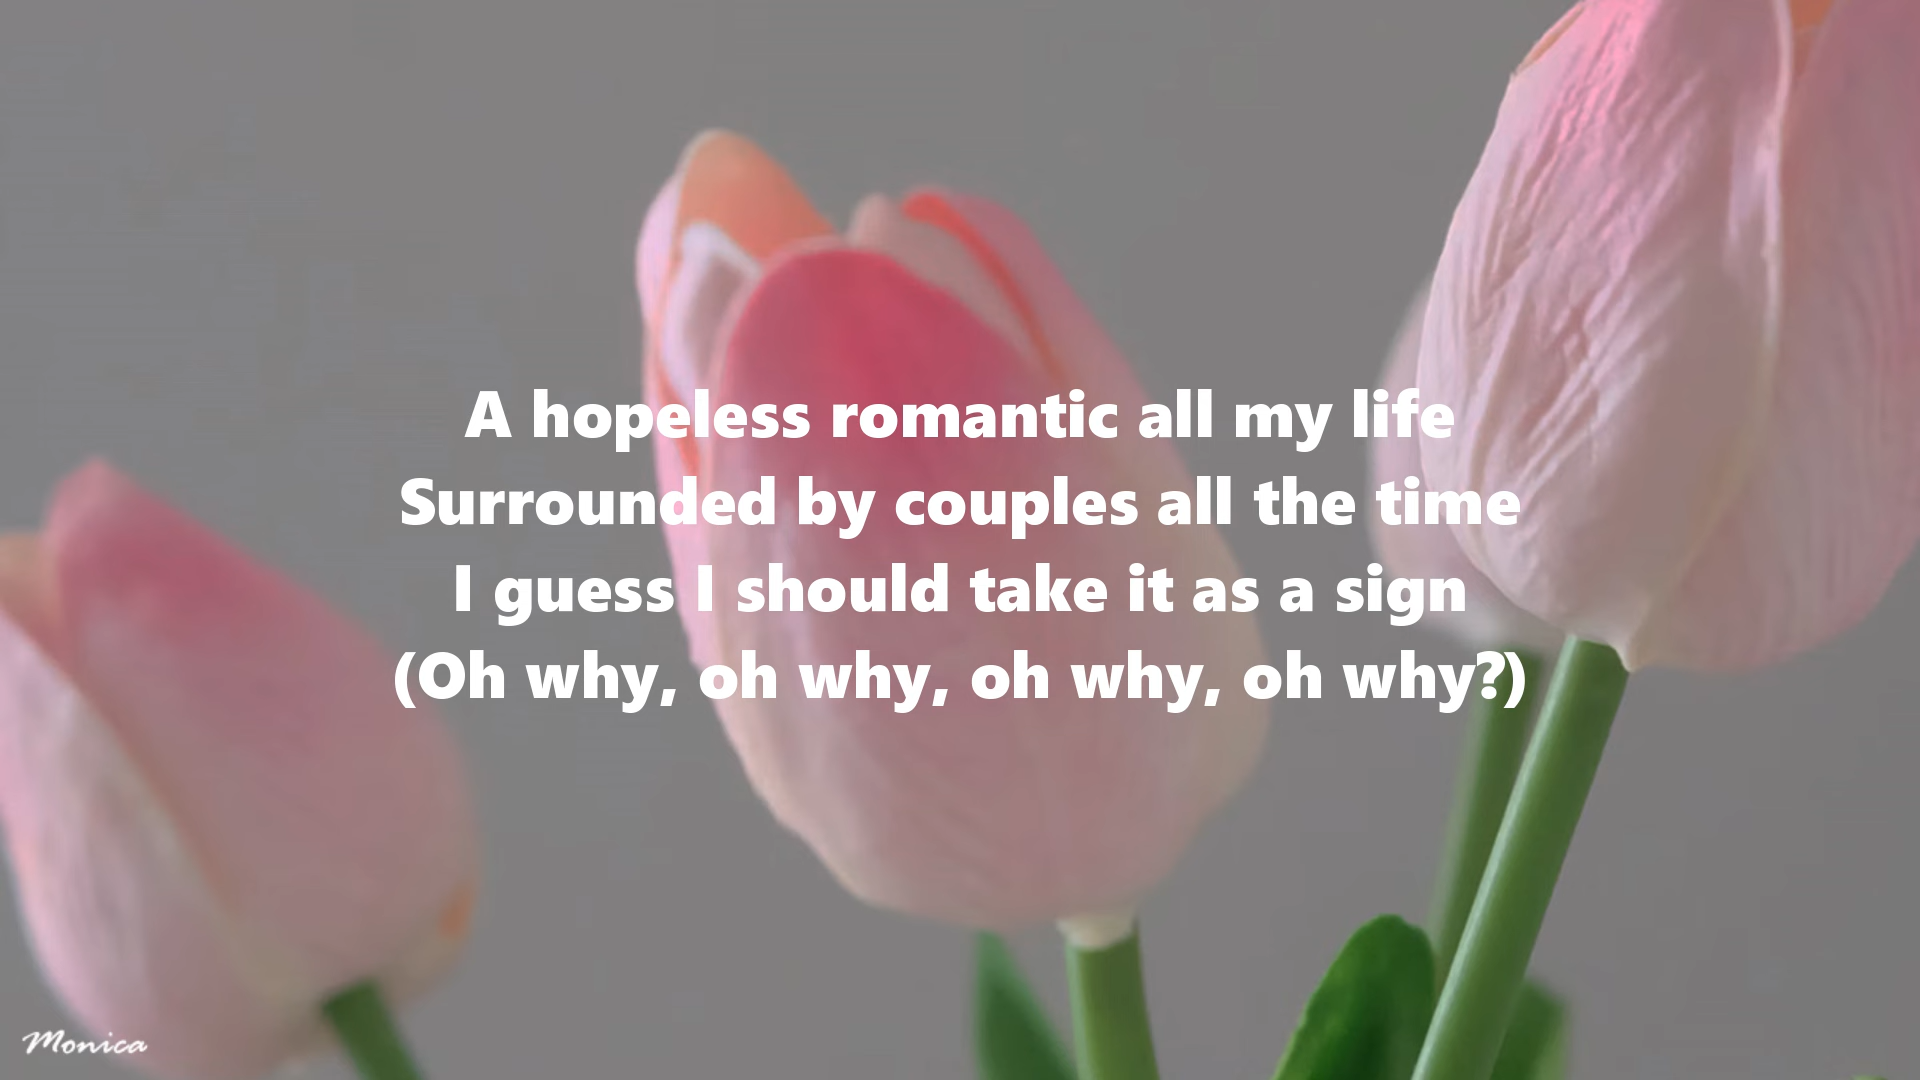 A hopeless romantic all my life
Surrounded by couples all the time
I guess I should take it as a sign
(Oh why, oh why, oh why, oh why?)
Monica